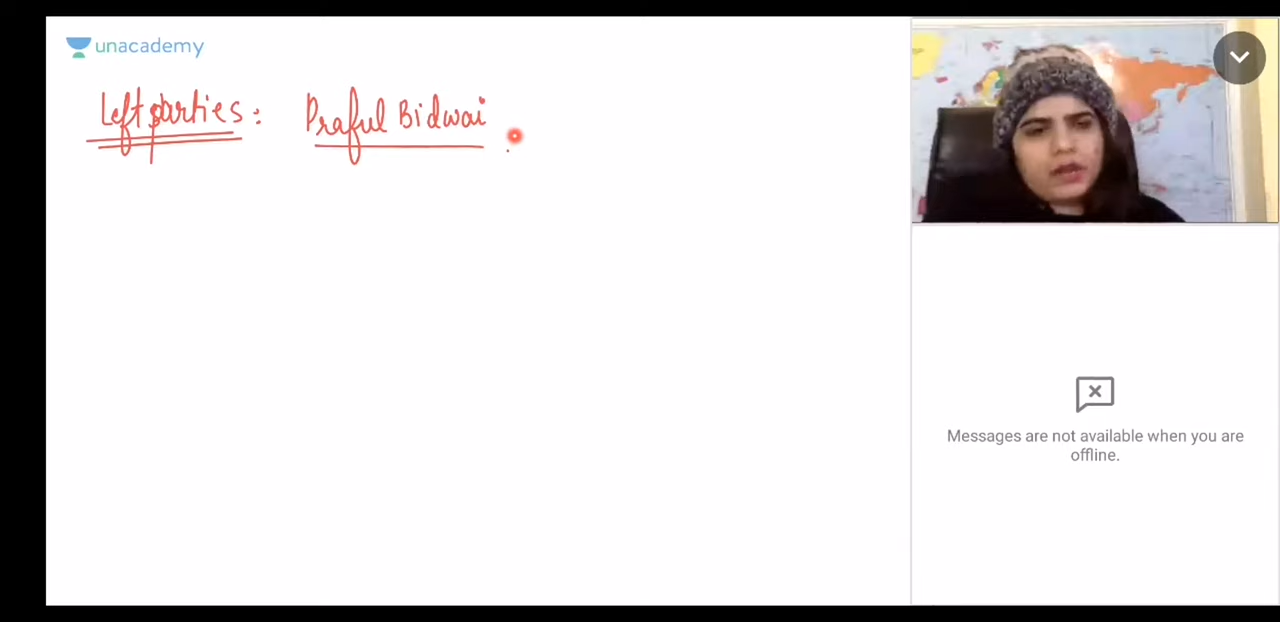 unacademy
Left parties : Praful Bidwai
Messages are not available when you are
offline.